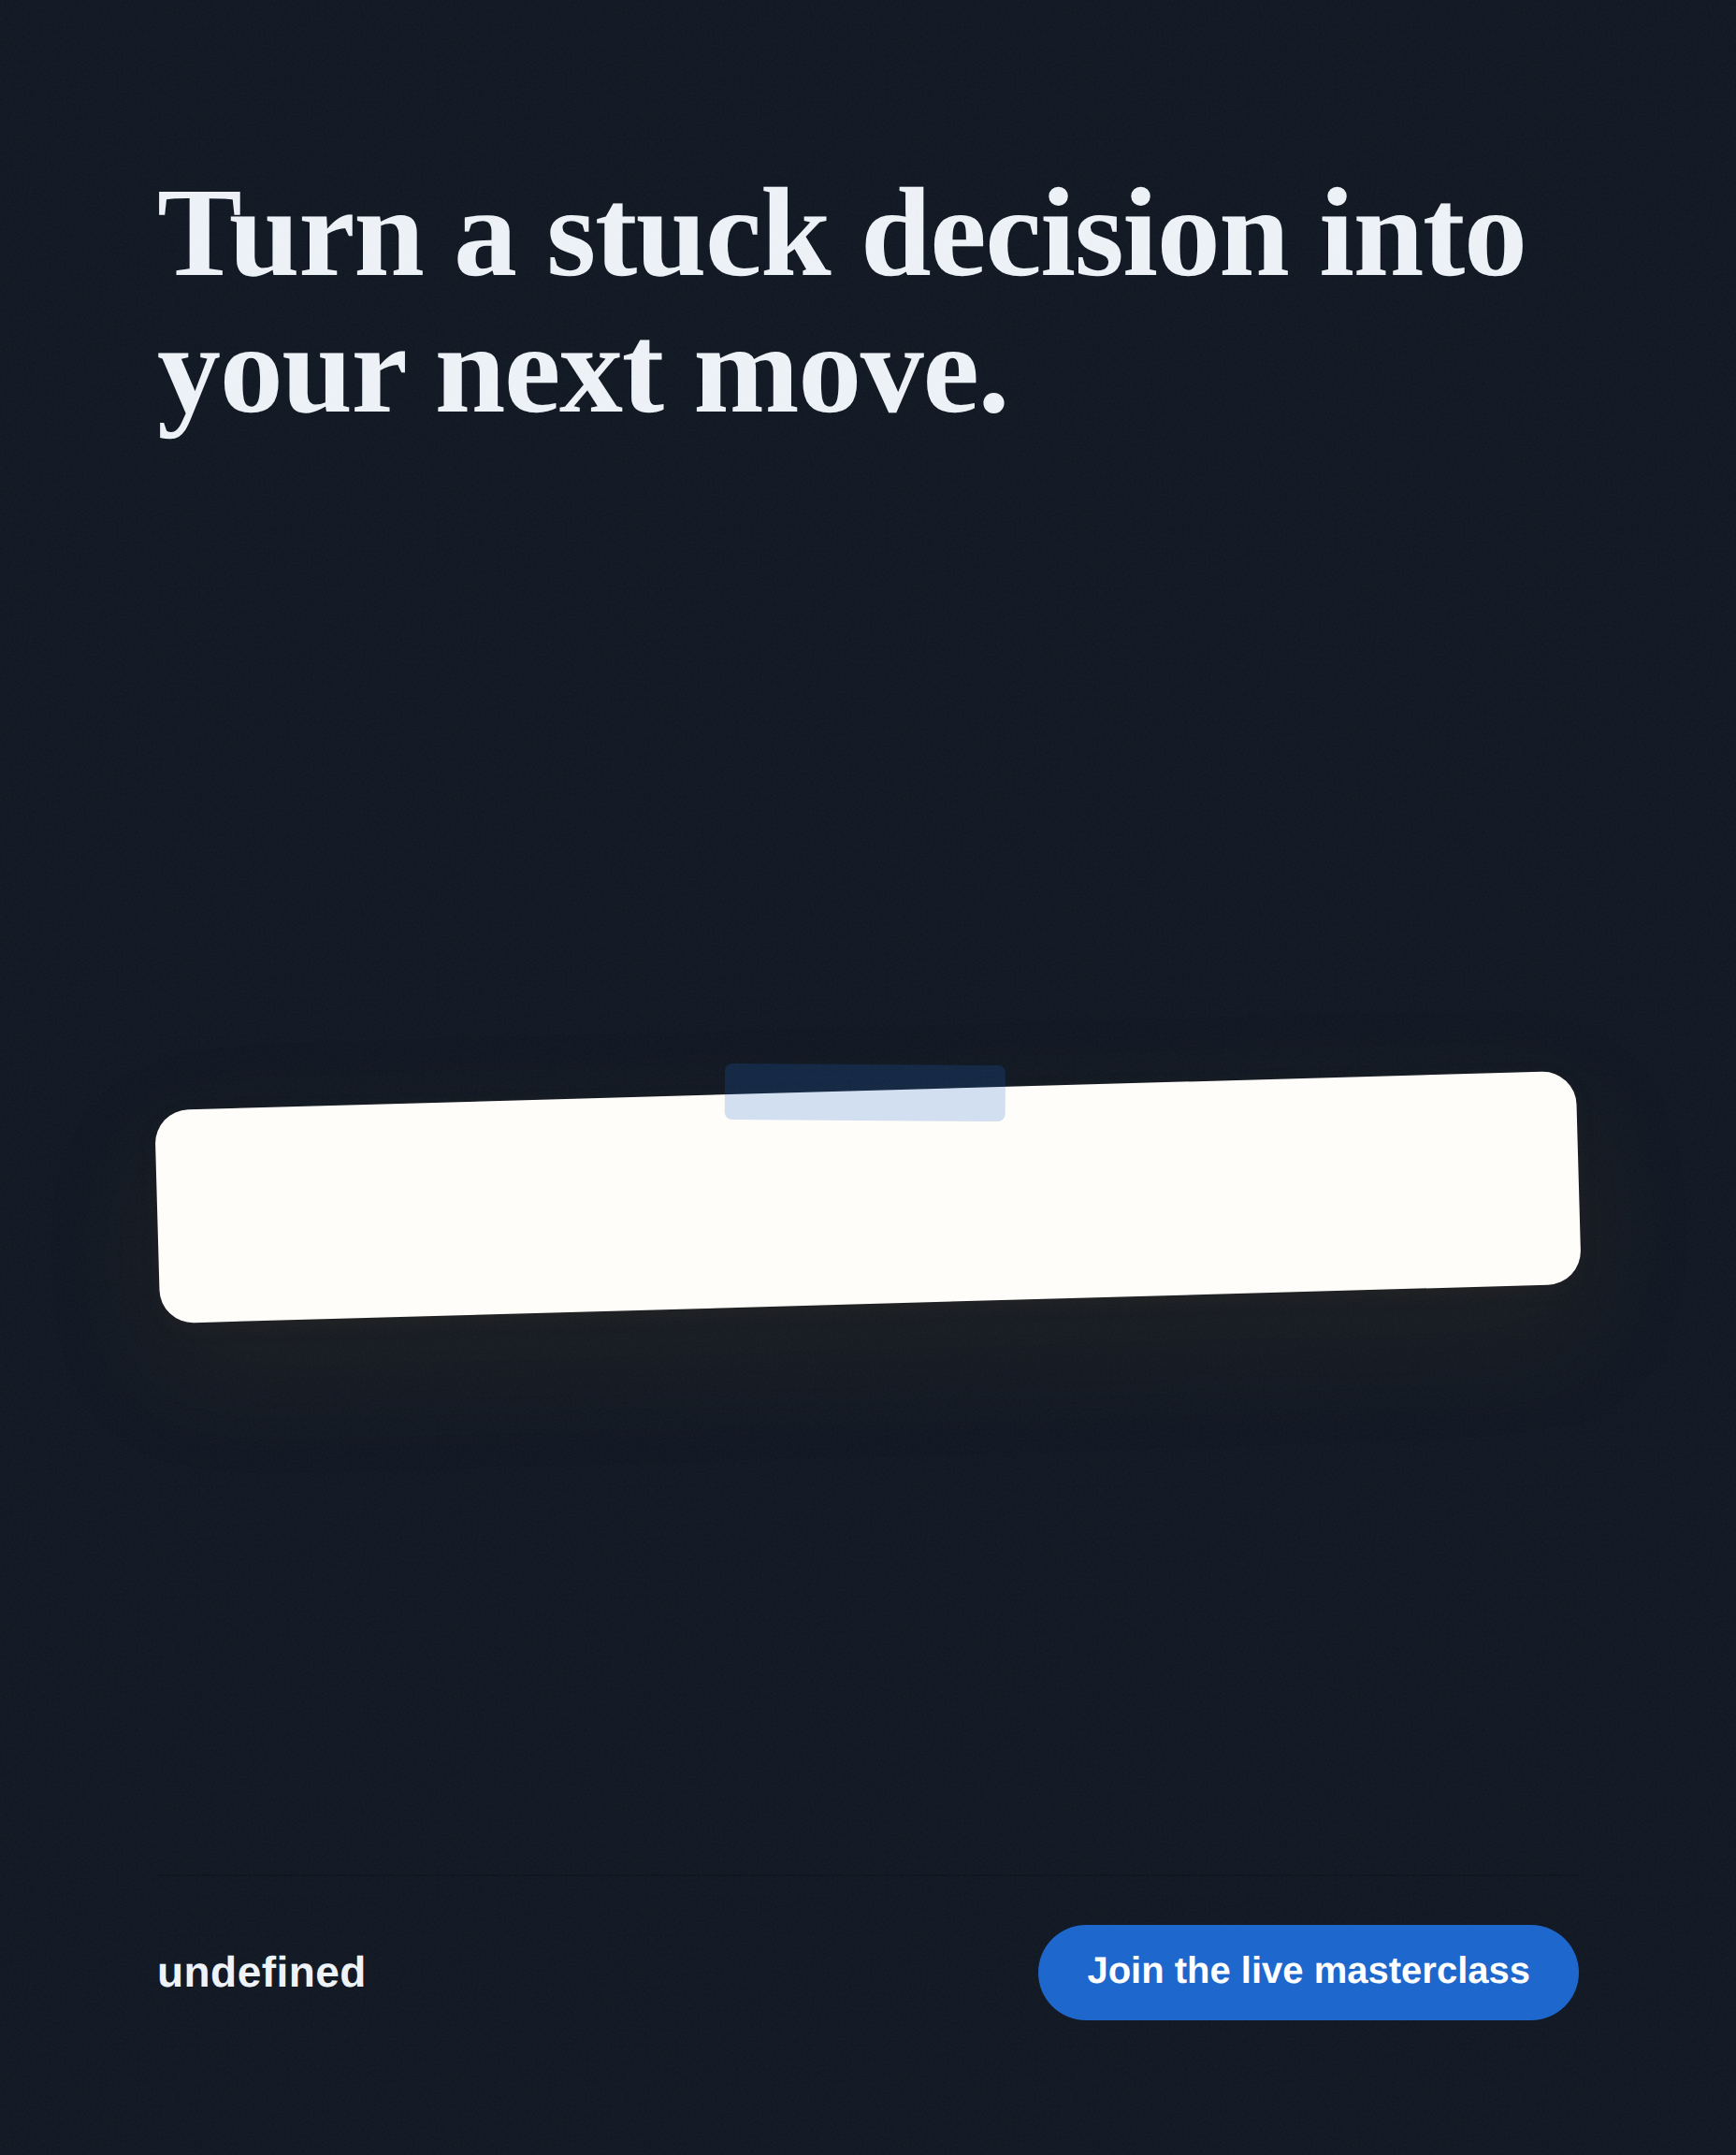 Turn a stuck decision into
your next move.
undefined
Join the live masterclass